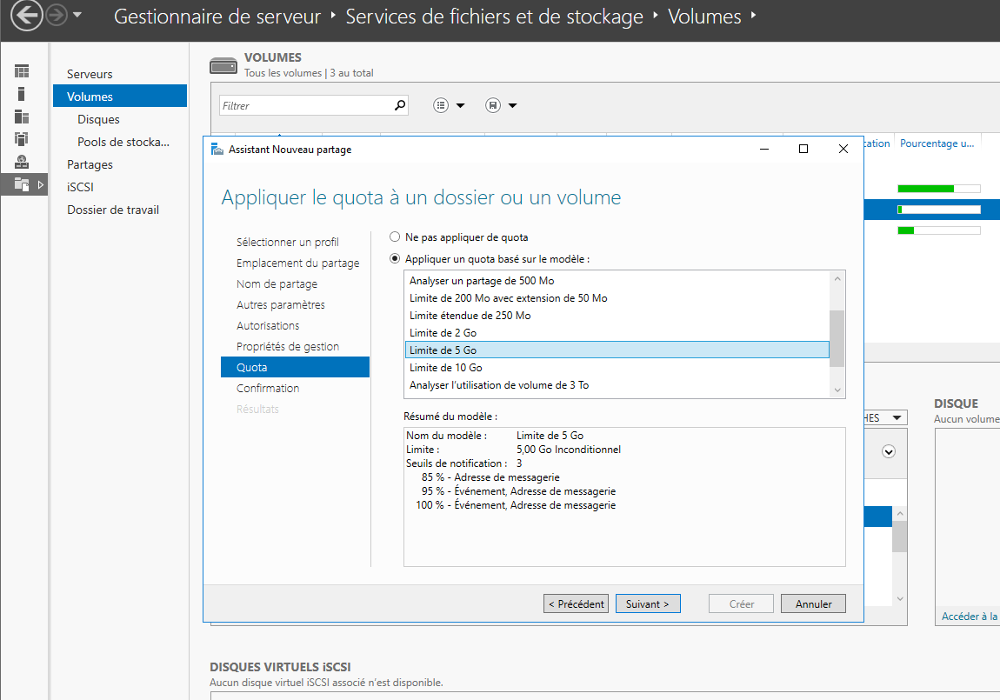 Gestionnaire de serveur ‣ Services de fichiers et de stockage ‣ Volumes ‣
Serveurs
Volumes
Disques
Pools de stocka...
Partages
iSCSI
Dossier de travail
VOLUMES
Tous les volumes | 3 au total
Filtrer
Pourcentage u...
Assistant Nouveau partage
Appliquer le quota à un dossier ou un volume
Sélectionner un profil
Emplacement du partage
Nom de partage
Autres paramètres
Autorisations
Propriétés de gestion
Quota
Confirmation
Résultats
Ne pas appliquer de quota
Appliquer un quota basé sur le modèle :
Analyser un partage de 500 Mo
Limite de 200 Mo avec extension de 50 Mo
Limite étendue de 250 Mo
Limite de 2 Go
Limite de 5 Go
Limite de 10 Go
Analyser l'utilisation de volume de 3 To
Résumé du modèle :
Nom du modèle : Limite de 5 Go
Limite : 5,00 Go Inconditionnel
Seuils de notification : 3
85 % - Adresse de messagerie
95 % - Événement, Adresse de messagerie
100 % - Événement, Adresse de messagerie
< Précédent
Suivant >
Créer
Annuler
DISQUE
Aucun volume
Accéder à la
DISQUES VIRTUELS iSCSI
Aucun disque virtuel iSCSI associé n'est disponible.